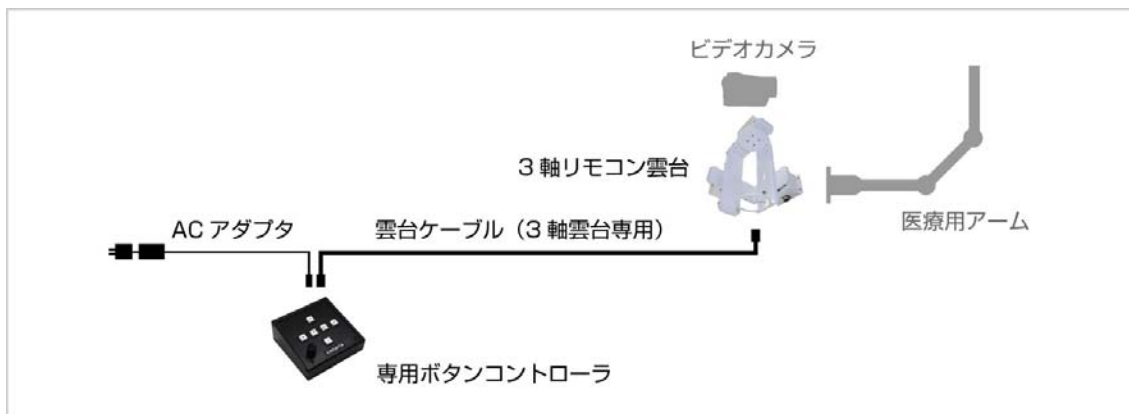 ビデオカメラ
3軸リモコン雲台
医療用アーム
ACアダプタ
雲台ケーブル（3軸雲台専用）
専用ボタンコントローラ